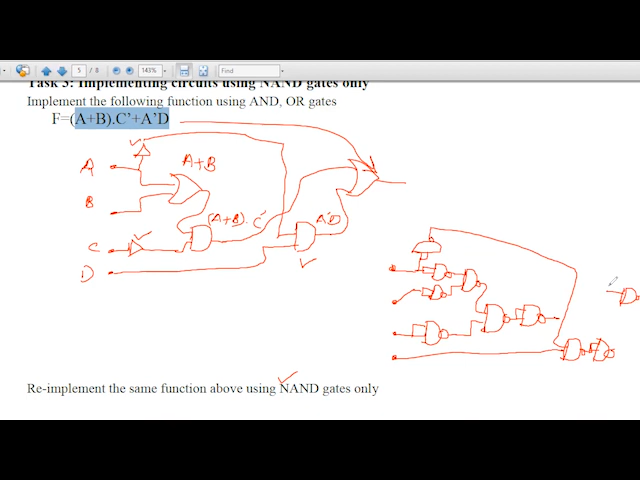 5 / 8 143% Find
Task 3: Implementing circuits using NAND gates only
Implement the following function using AND, OR gates
F=(A+B).C’+A’D
A
A+B
B
(A+B). C'
A'D
C
D
Re-implement the same function above using NAND gates only